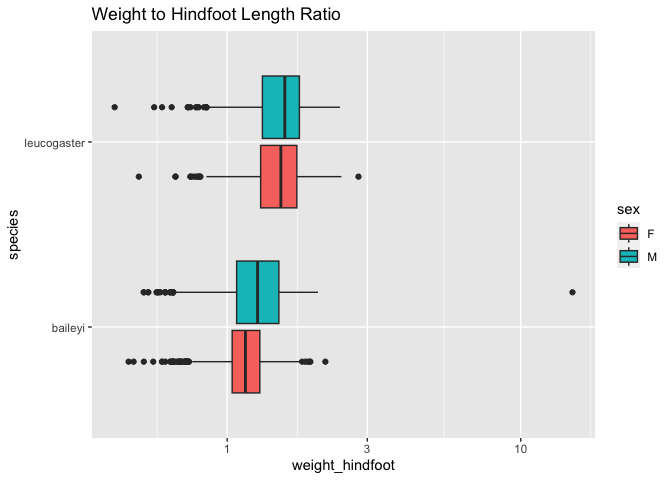 Weight to Hindfoot Length Ratio
species
leucogaster
baileyi
1
3
10
weight_hindfoot
sex
F
M